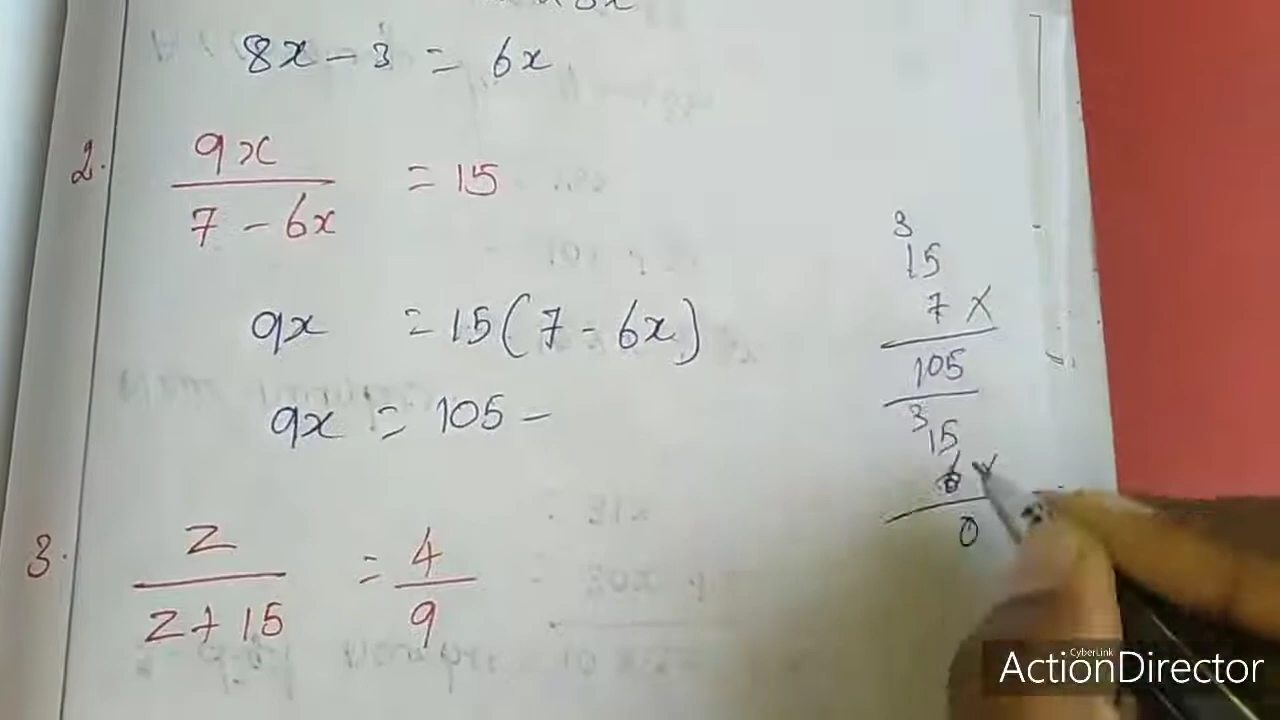 8x - 3 = 6x
2. 9x
7 - 6x
= 15
9x = 15(7 - 6x)
9x = 105 -
3
15
7 ×
105
3
15
6 ×
0
3. z
z + 15
= 4
9
CyberLink
ActionDirector